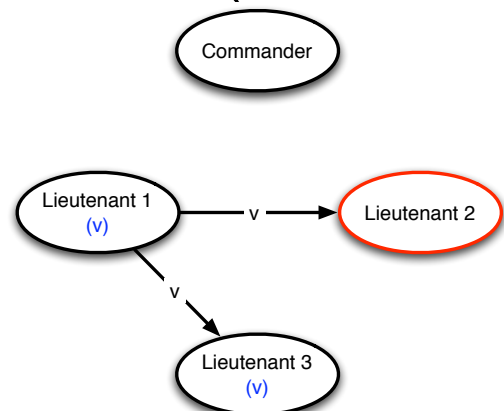 Commander
Lieutenant 1
(v)
v
Lieutenant 2
v
Lieutenant 3
(v)